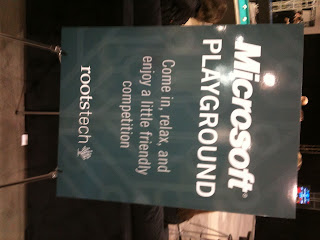 Microsoft®
PLAYGROUND
Come in, relax, and
enjoy a little friendly
competition
rootstech